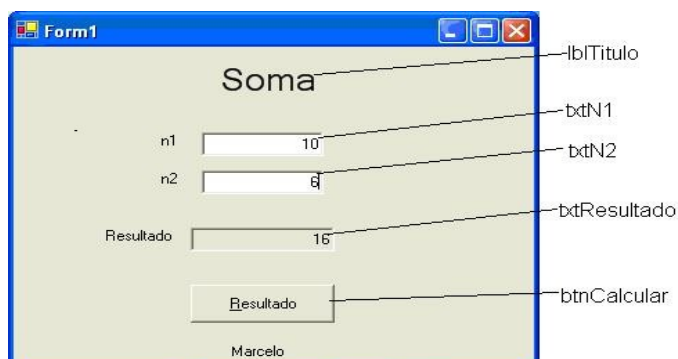 Form1
Soma
lblTitulo
n1
10
txtN1
n2
6
txtN2
Resultado
16
txtResultado
Resultado
btnCalcular
Marcelo